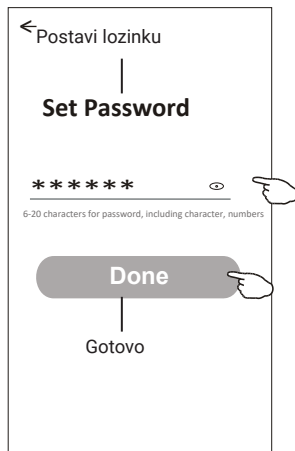 Postavi lozinku
Set Password
******
6-20 characters for password, including character, numbers
Done
Gotovo